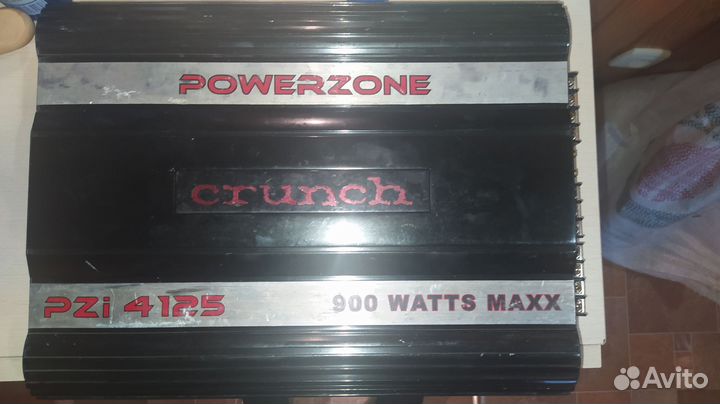 POWERZONE
crunch
PZi 4125 900 WATTS MAXX
Avito